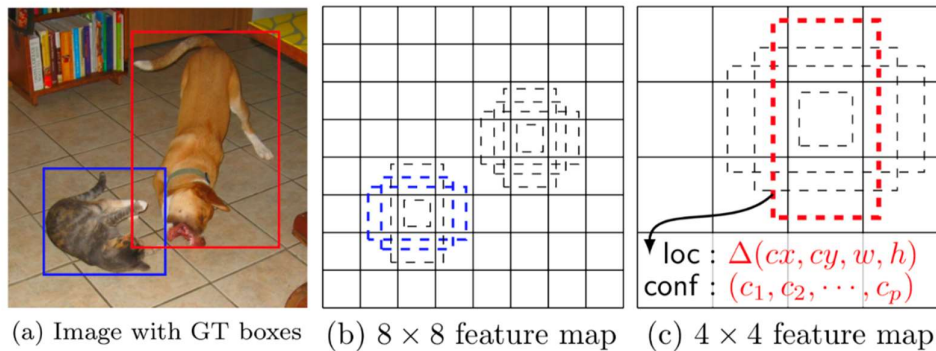 loc : Δ(cx, cy, w, h)
conf : (c₁, c₂, ⋯, cₚ)
(a) Image with GT boxes
(b) 8 × 8 feature map
(c) 4 × 4 feature map